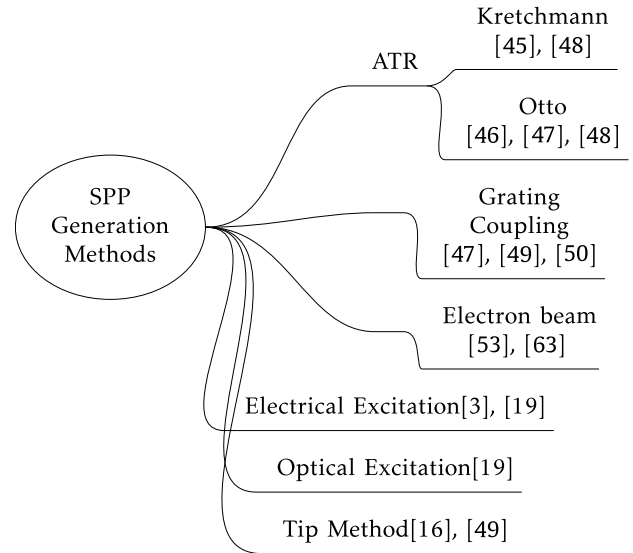 SPP
Generation
Methods
ATR
Kretchmann
[45], [48]
Otto
[46], [47], [48]
Grating
Coupling
[47], [49], [50]
Electron beam
[53], [63]
Electrical Excitation[3], [19]
Optical Excitation[19]
Tip Method[16], [49]